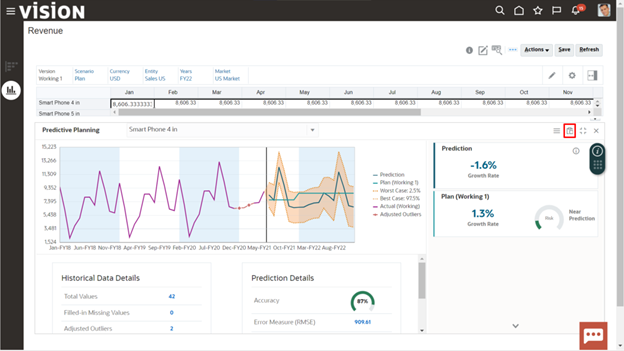 VISION
15
Revenue
Actions Save Refresh
Version Scenario Currency Entity Years Market
Working 1 Plan USD Sales US FY22 US Market
Jan Feb Mar Apr May Jun Jul Aug Sep Oct Nov
Smart Phone 4 in 8,606.333333 8,606.33 8,606.33 8,606.33 8,606.33 8,606.33 8,606.33 8,606.33 8,606.33 8,606.33 8,606.33
Smart Phone 5 in
Predictive Planning Smart Phone 4 in
15,223
13,266
11,309
9,352
7,395
5,438
3,481
1,524
Jan-FY18 Jun-FY18 Nov-FY18 Apr-FY19 Sep-FY19 Feb-FY20 Jul-FY20 Dec-FY20 May-FY21 Oct-FY21 Mar-FY22 Aug-FY22
Prediction
Plan (Working 1)
Worst Case: 2.5%
Best Case: 97.5%
Actual (Working)
Adjusted Outliers
Prediction
-1.6%
Growth Rate
Plan (Working 1)
1.3%
Growth Rate
Risk
Near
Prediction
Historical Data Details
Total Values 42
Filled-in Missing Values 0
Adjusted Outliers 2
Prediction Details
Accuracy 87%
Error Measure (RMSE) 909.61